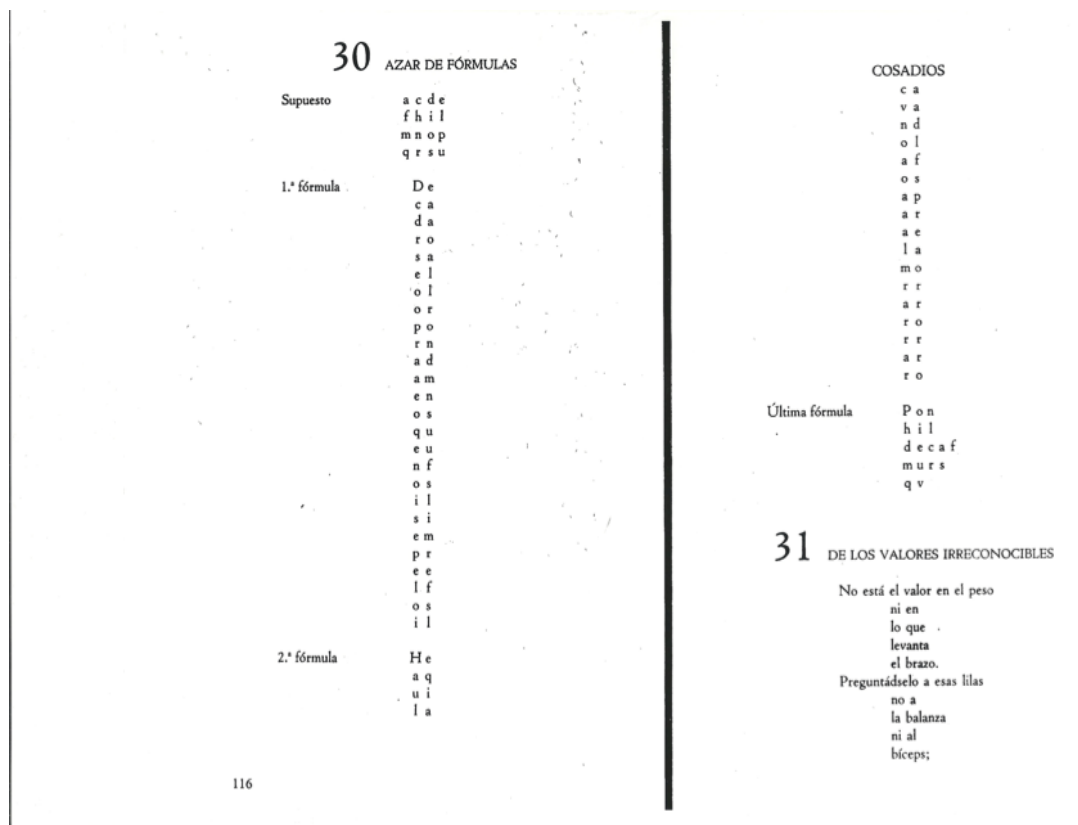 30 AZAR DE FÓRMULAS
Supuesto a c d e
f h i l
m n o p
q r s u
1.ª fórmula D e
c a
d a
r o
s a
e l
o l
o r
p o
r n
a d
a m
e n
o s
q u
e u
n f
o s
i l
s i
e m
p r
e e
l f
o s
i l
2.ª fórmula H e
a q
u i
l a
116
COSADIOS
c a
v a
n d
o l
a f
o s
a p
a r
a e
l a
m o
r r
a r
r o
r r
a r
r o
Última fórmula P o n
h i l
d e c a f
m u r s
q v
31 DE LOS VALORES IRRECONOCIBLES
No está el valor en el peso
ni en
lo que
levanta
el brazo.
Preguntádselo a esas lilas
no a
la balanza
ni al
bíceps;